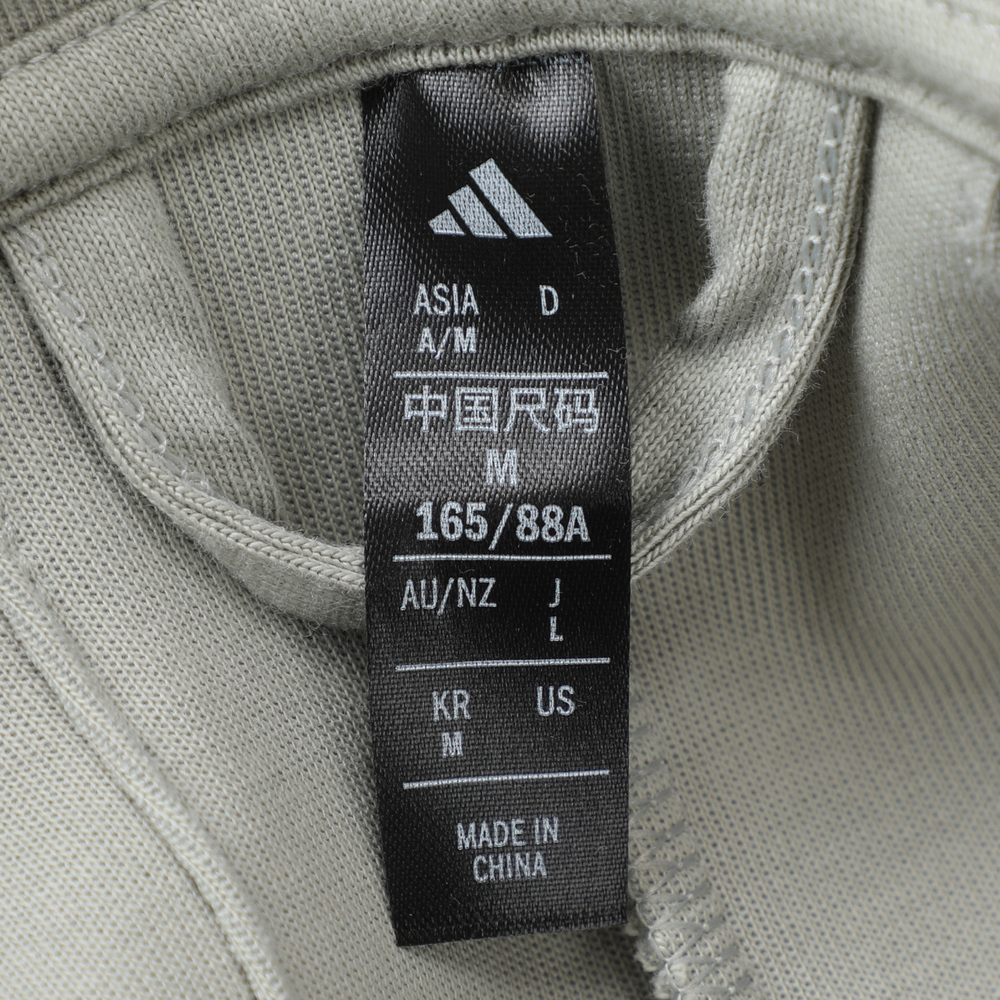 ASIA D
A/M
中国尺码
M
165/88A
AU/NZ J
L
KR US
M
MADE IN
CHINA